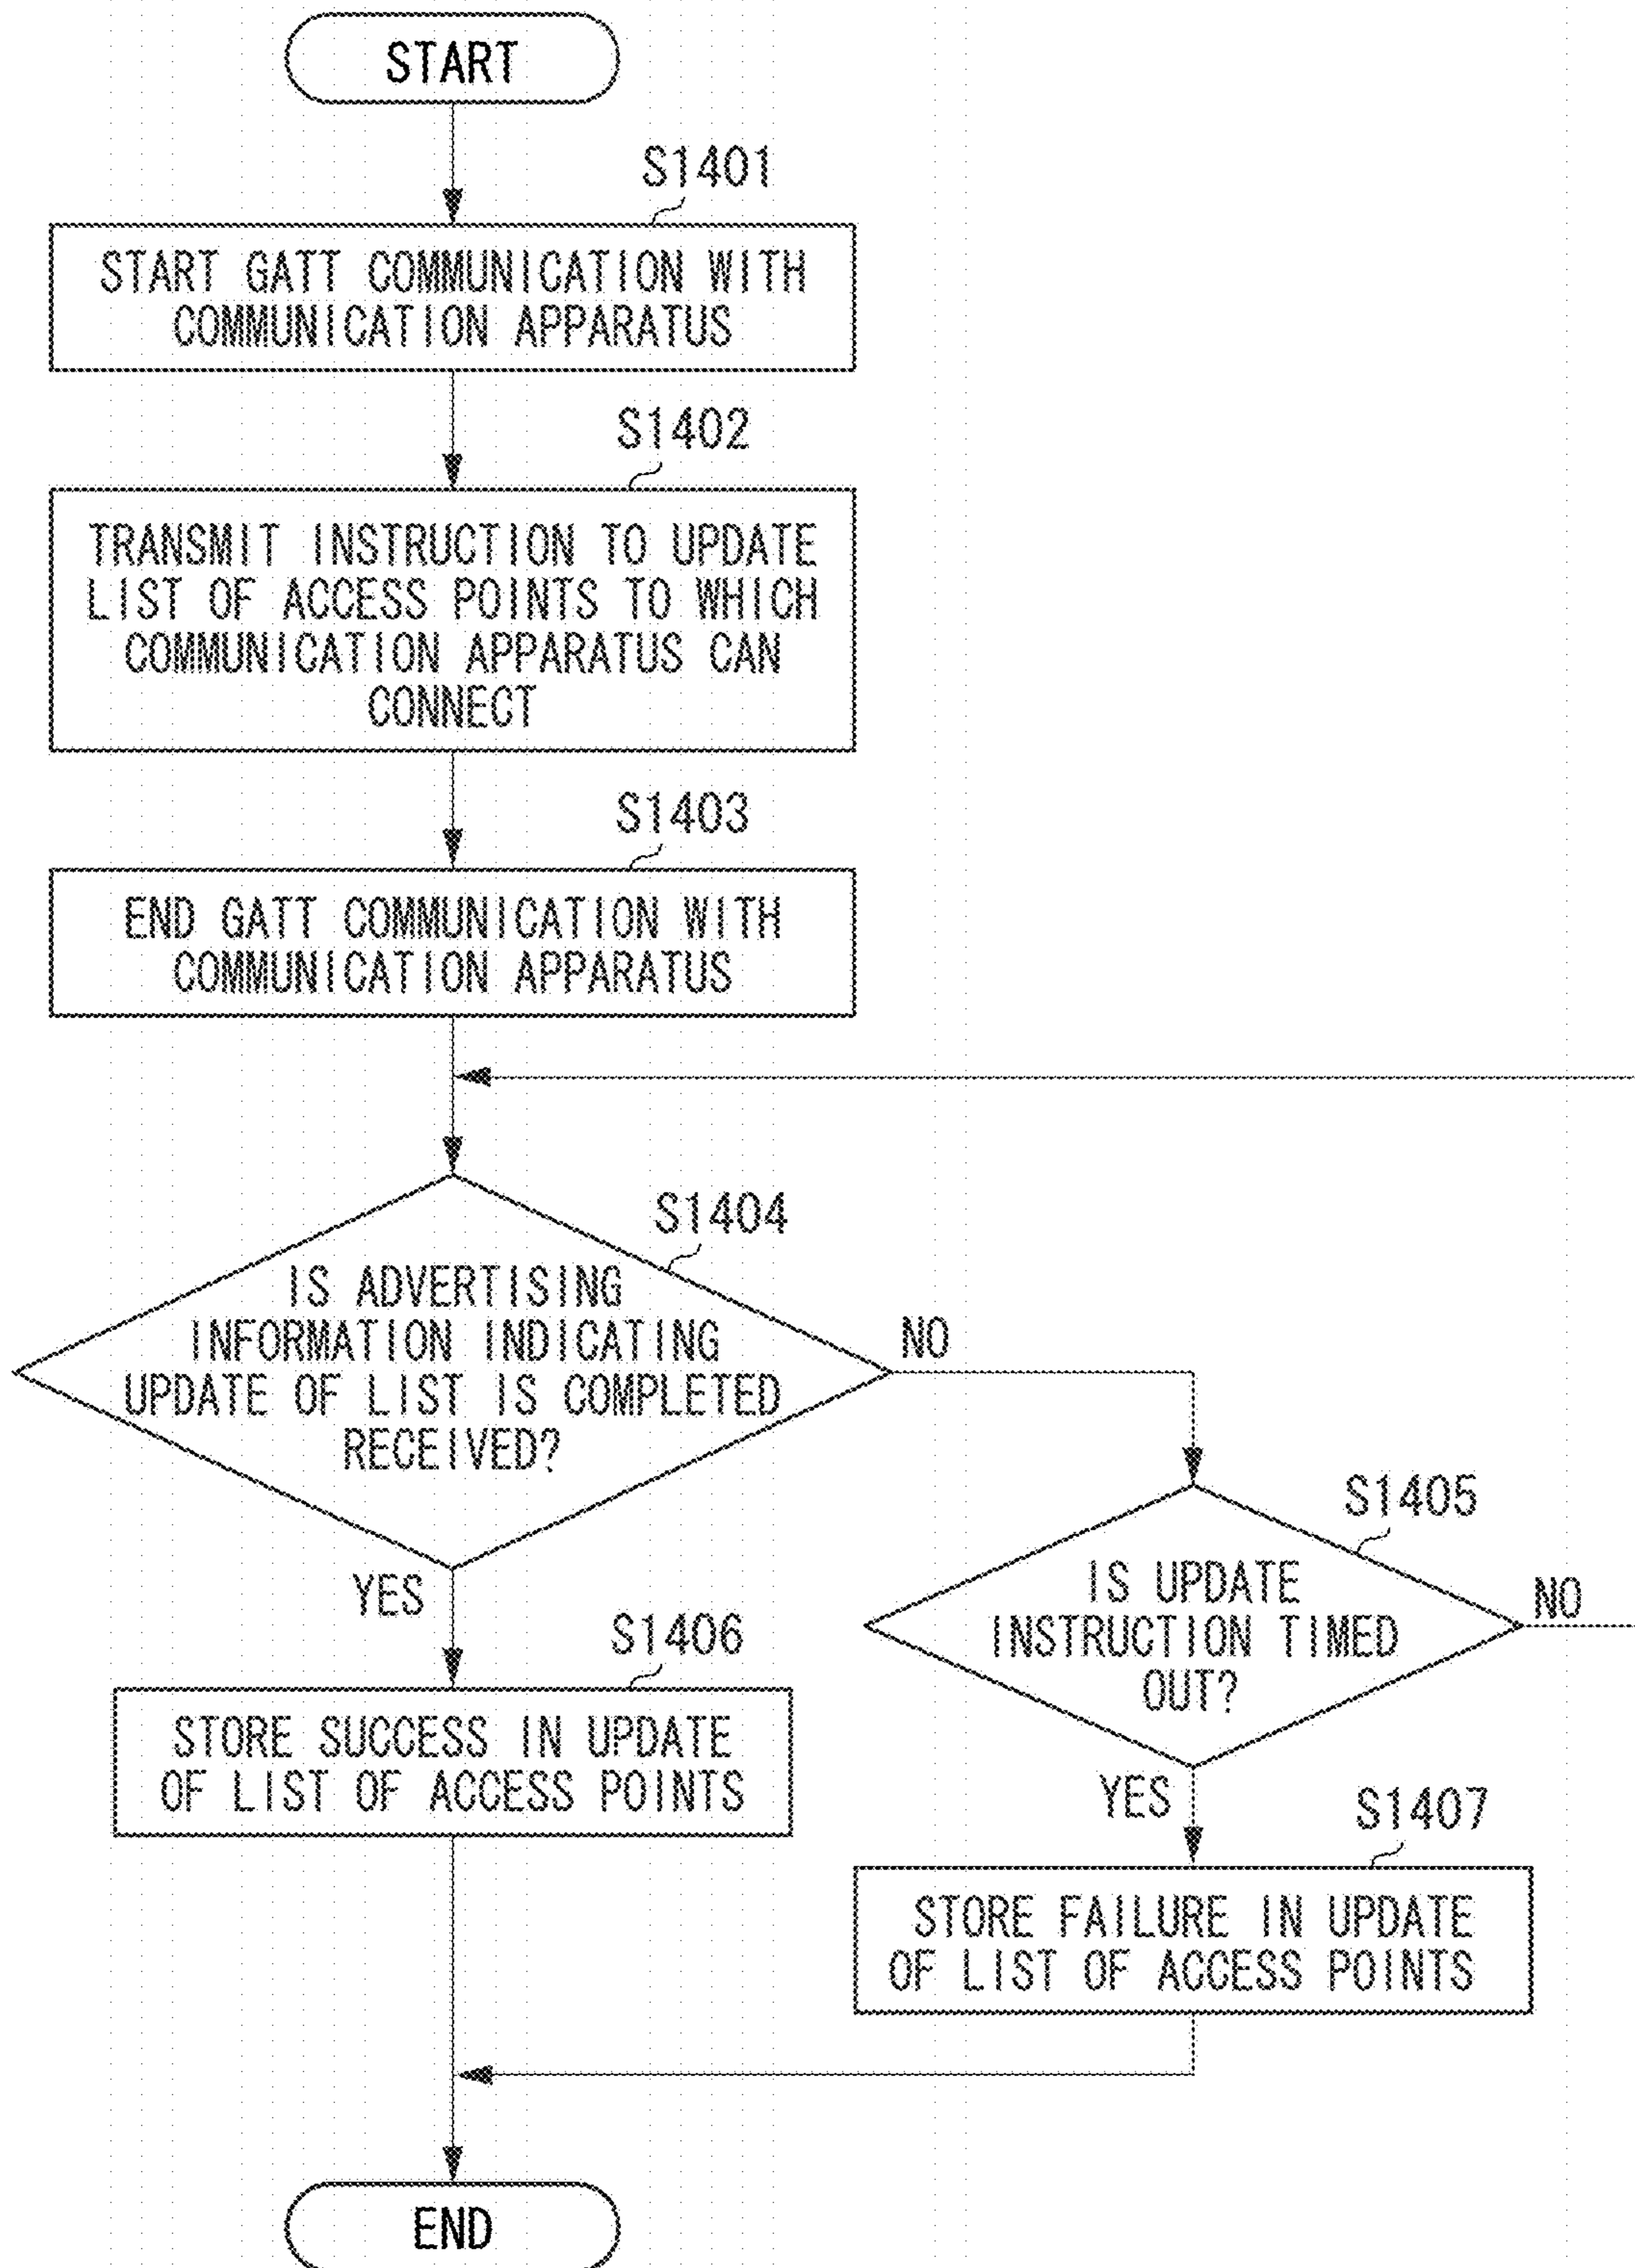 START
S1401
START GATT COMMUNICATION WITH
COMMUNICATION APPARATUS
S1402
TRANSMIT INSTRUCTION TO UPDATE
LIST OF ACCESS POINTS TO WHICH
COMMUNICATION APPARATUS CAN
CONNECT
S1403
END GATT COMMUNICATION WITH
COMMUNICATION APPARATUS
S1404
IS ADVERTISING
INFORMATION INDICATING
UPDATE OF LIST IS COMPLETED
RECEIVED?
NO
YES
S1405
IS UPDATE
INSTRUCTION TIMED
OUT?
NO
YES
S1406
STORE SUCCESS IN UPDATE
OF LIST OF ACCESS POINTS
S1407
STORE FAILURE IN UPDATE
OF LIST OF ACCESS POINTS
END